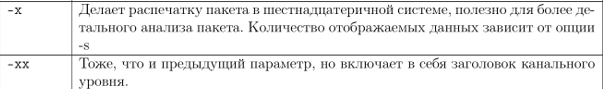 -x Делает распечатку пакета в шестнадцатеричной системе, полезно для более де-
тального анализа пакета. Количество отображаемых данных зависит от опции
-s
-xx Тоже, что и предыдущий параметр, но включает в себя заголовок канального
уровня.